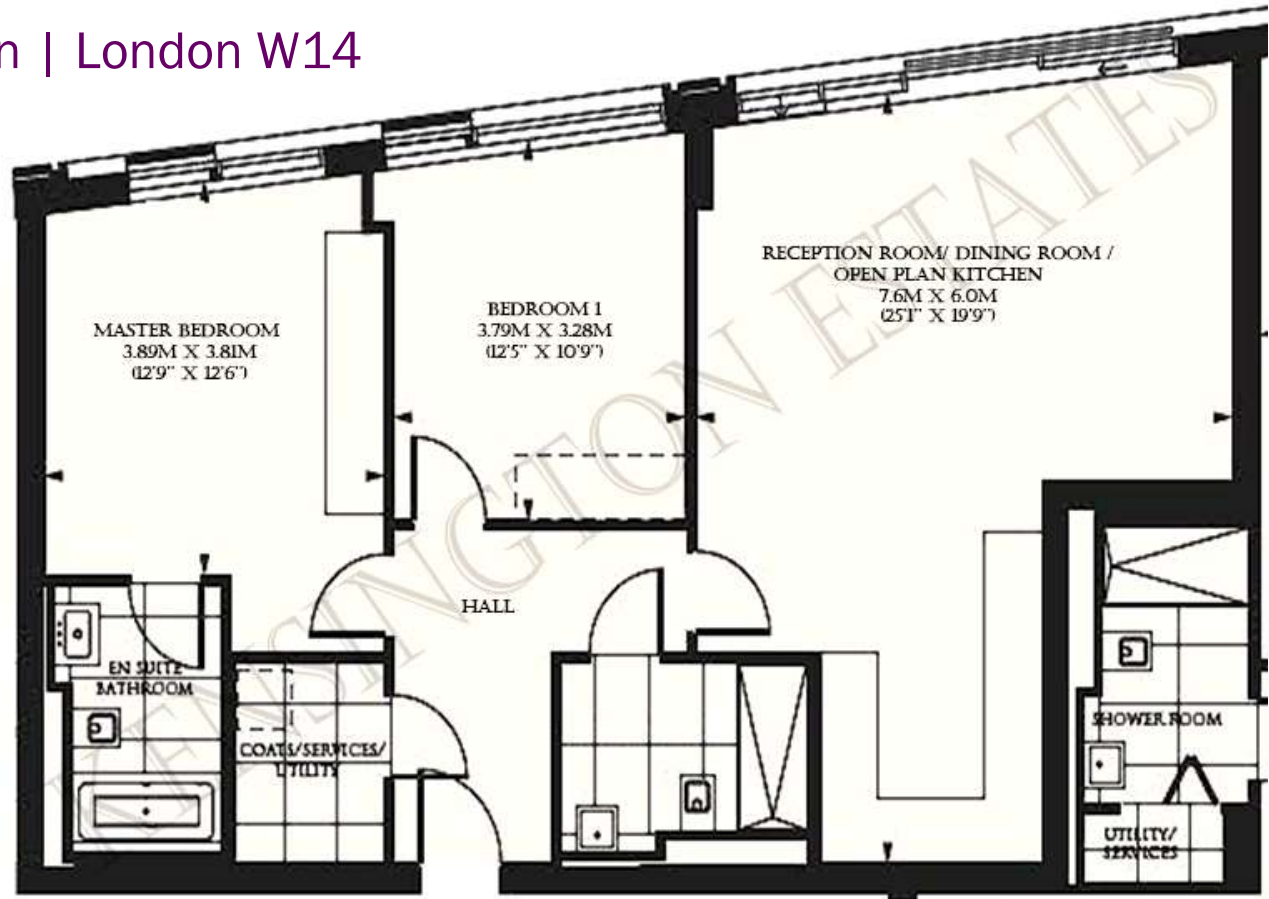 n | London W14
RECEPTION ROOM/ DINING ROOM /
OPEN PLAN KITCHEN
7.6M X 6.0M
(25'1" X 19'9")
BEDROOM 1
3.79M X 3.28M
(12'5" X 10'9")
MASTER BEDROOM
3.89M X 3.81M
(12'9" X 12'6")
HALL
EN SUITE
BATHROOM
COATS/SERVICES/
UTILITY
SHOWER ROOM
UTILITY/
SERVICES
KENSINGTON ESTATES